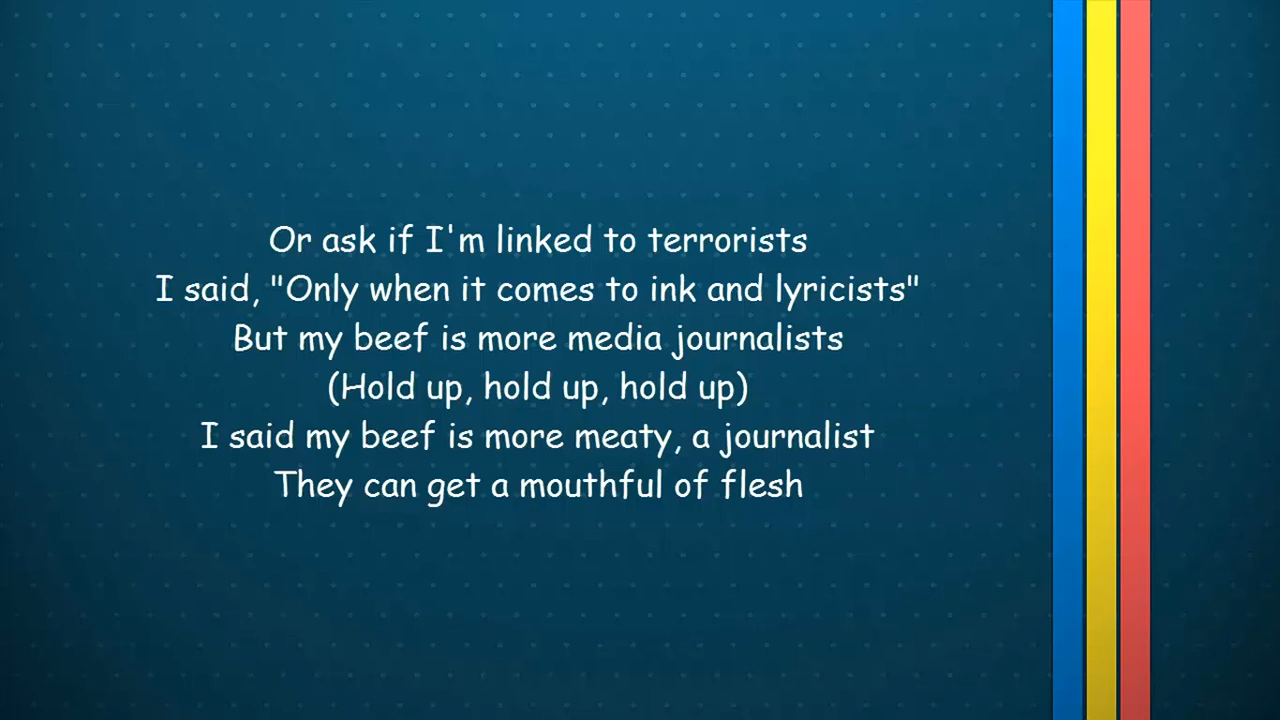 Or ask if I'm linked to terrorists
I said, "Only when it comes to ink and lyricists"
But my beef is more media journalists
(Hold up, hold up, hold up)
I said my beef is more meaty, a journalist
They can get a mouthful of flesh